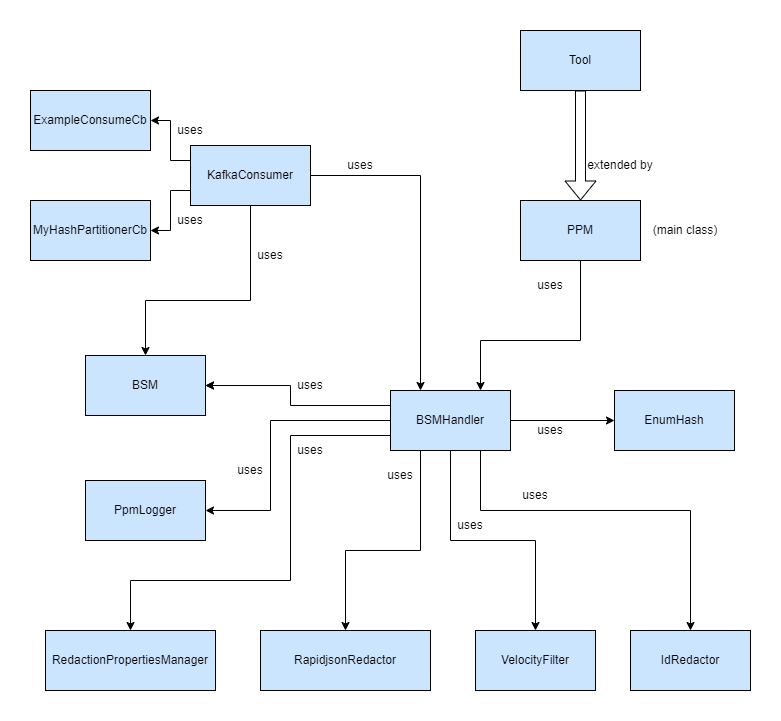 Tool
ExampleConsumeCb
uses
extended by
KafkaConsumer
uses
MyHashPartitionerCb
uses
PPM
(main class)
uses
uses
BSM
uses
BSMHandler
EnumHash
uses
uses
uses
uses
PpmLogger
uses
uses
RedactionPropertiesManager
RapidjsonRedactor
VelocityFilter
IdRedactor